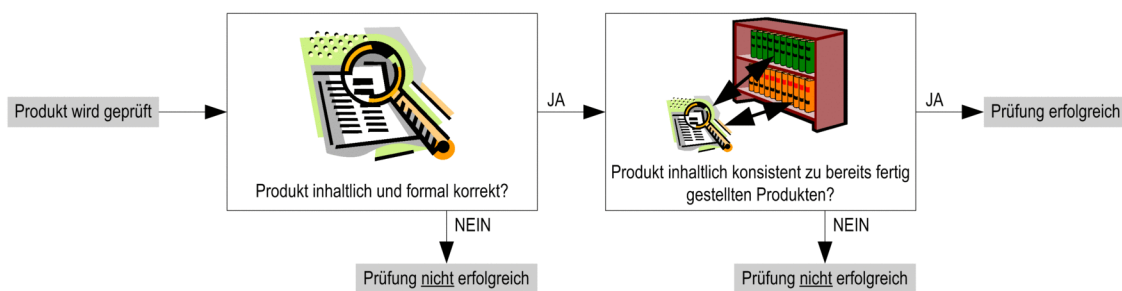 Produkt wird geprüft
Produkt inhaltlich und formal korrekt?
JA
NEIN
Prüfung nicht erfolgreich
Produkt inhaltlich konsistent zu bereits fertig
gestellten Produkten?
JA
NEIN
Prüfung nicht erfolgreich
Prüfung erfolgreich